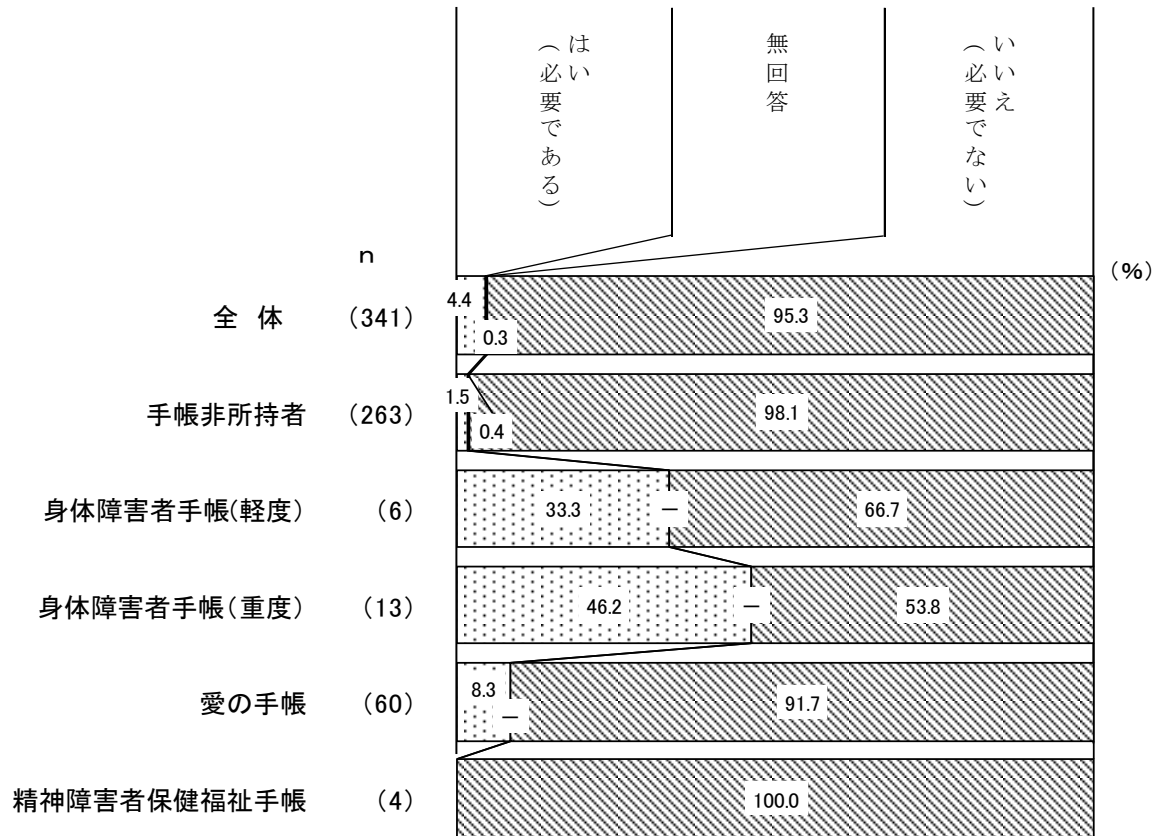 はい
（必要である）
無回答
いいえ
（必要でない）
n
(%)
全 体 (341) 4.4 0.3 95.3
手帳非所持者 (263) 1.5 0.4 98.1
身体障害者手帳(軽度) (6) 33.3 － 66.7
身体障害者手帳(重度) (13) 46.2 － 53.8
愛の手帳 (60) 8.3 － 91.7
精神障害者保健福祉手帳 (4) 100.0